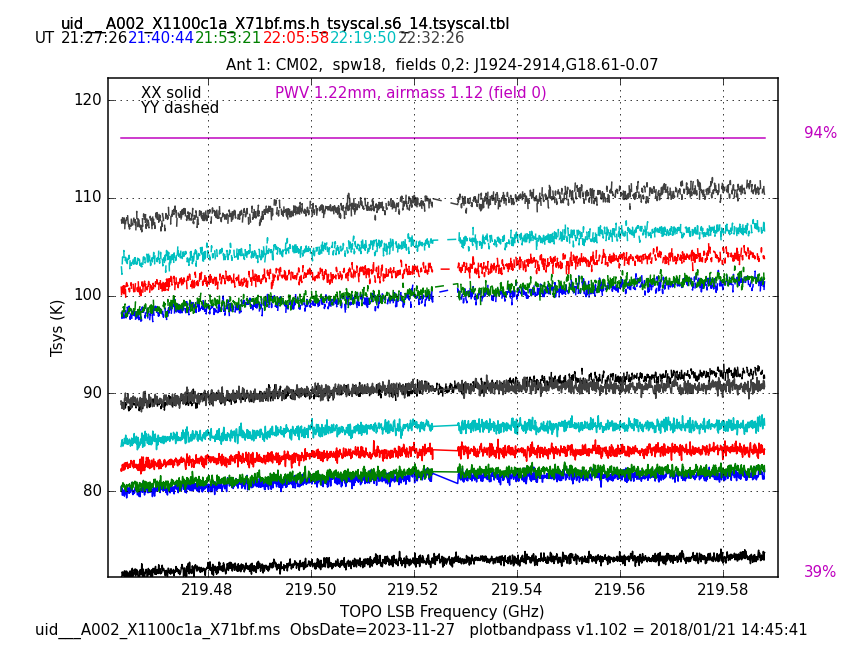 uid___A002_X1100c1a_X71bf.ms.h_tsyscal.s6_14.tsyscal.tbl
UT 21:27:26 21:40:44 21:53:21 22:05:58 22:19:50 22:32:26
Ant 1: CM02,  spw18,  fields 0,2: J1924-2914,G18.61-0.07
XX solid
YY dashed
PWV 1.22mm, airmass 1.12 (field 0)
120
110
100
90
80
94%
39%
Tsys (K)
219.48 219.50 219.52 219.54 219.56 219.58
TOPO LSB Frequency (GHz)
uid___A002_X1100c1a_X71bf.ms  ObsDate=2023-11-27   plotbandpass v1.102 = 2018/01/21 14:45:41